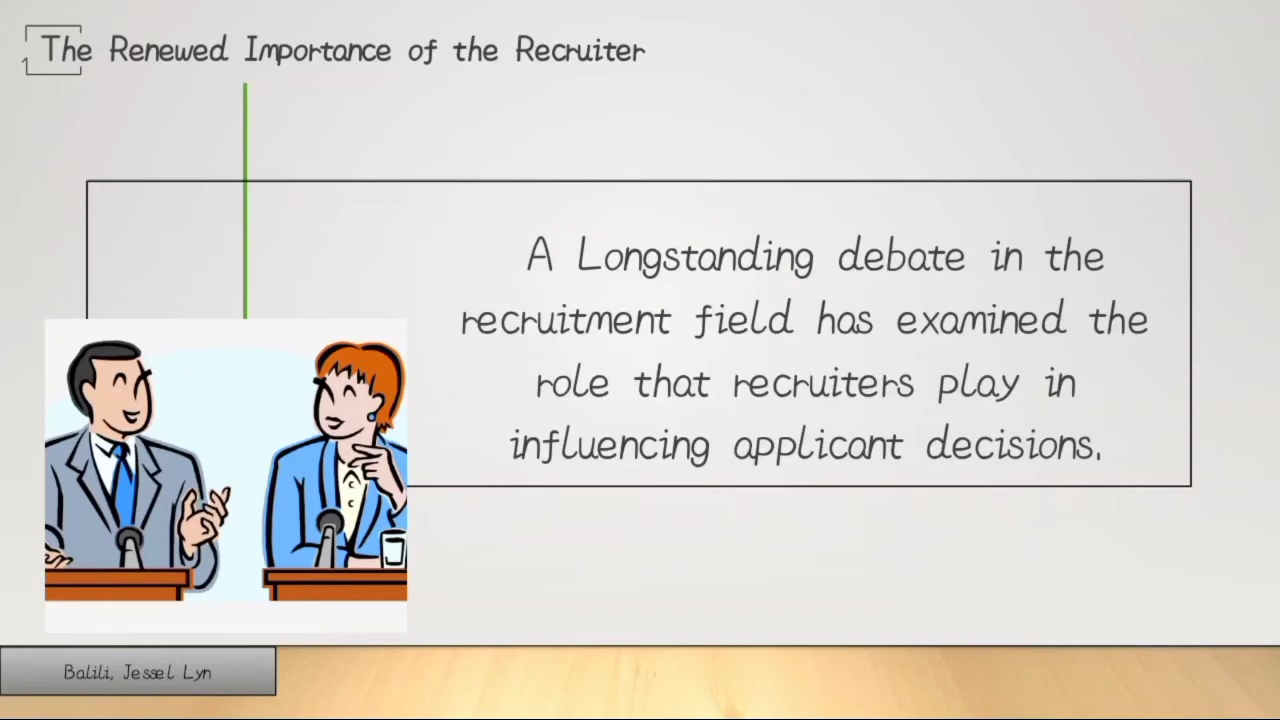 The Renewed Importance of the Recruiter
A Longstanding debate in the
recruitment field has examined the
role that recruiters play in
influencing applicant decisions.
Balili, Jessel Lyn